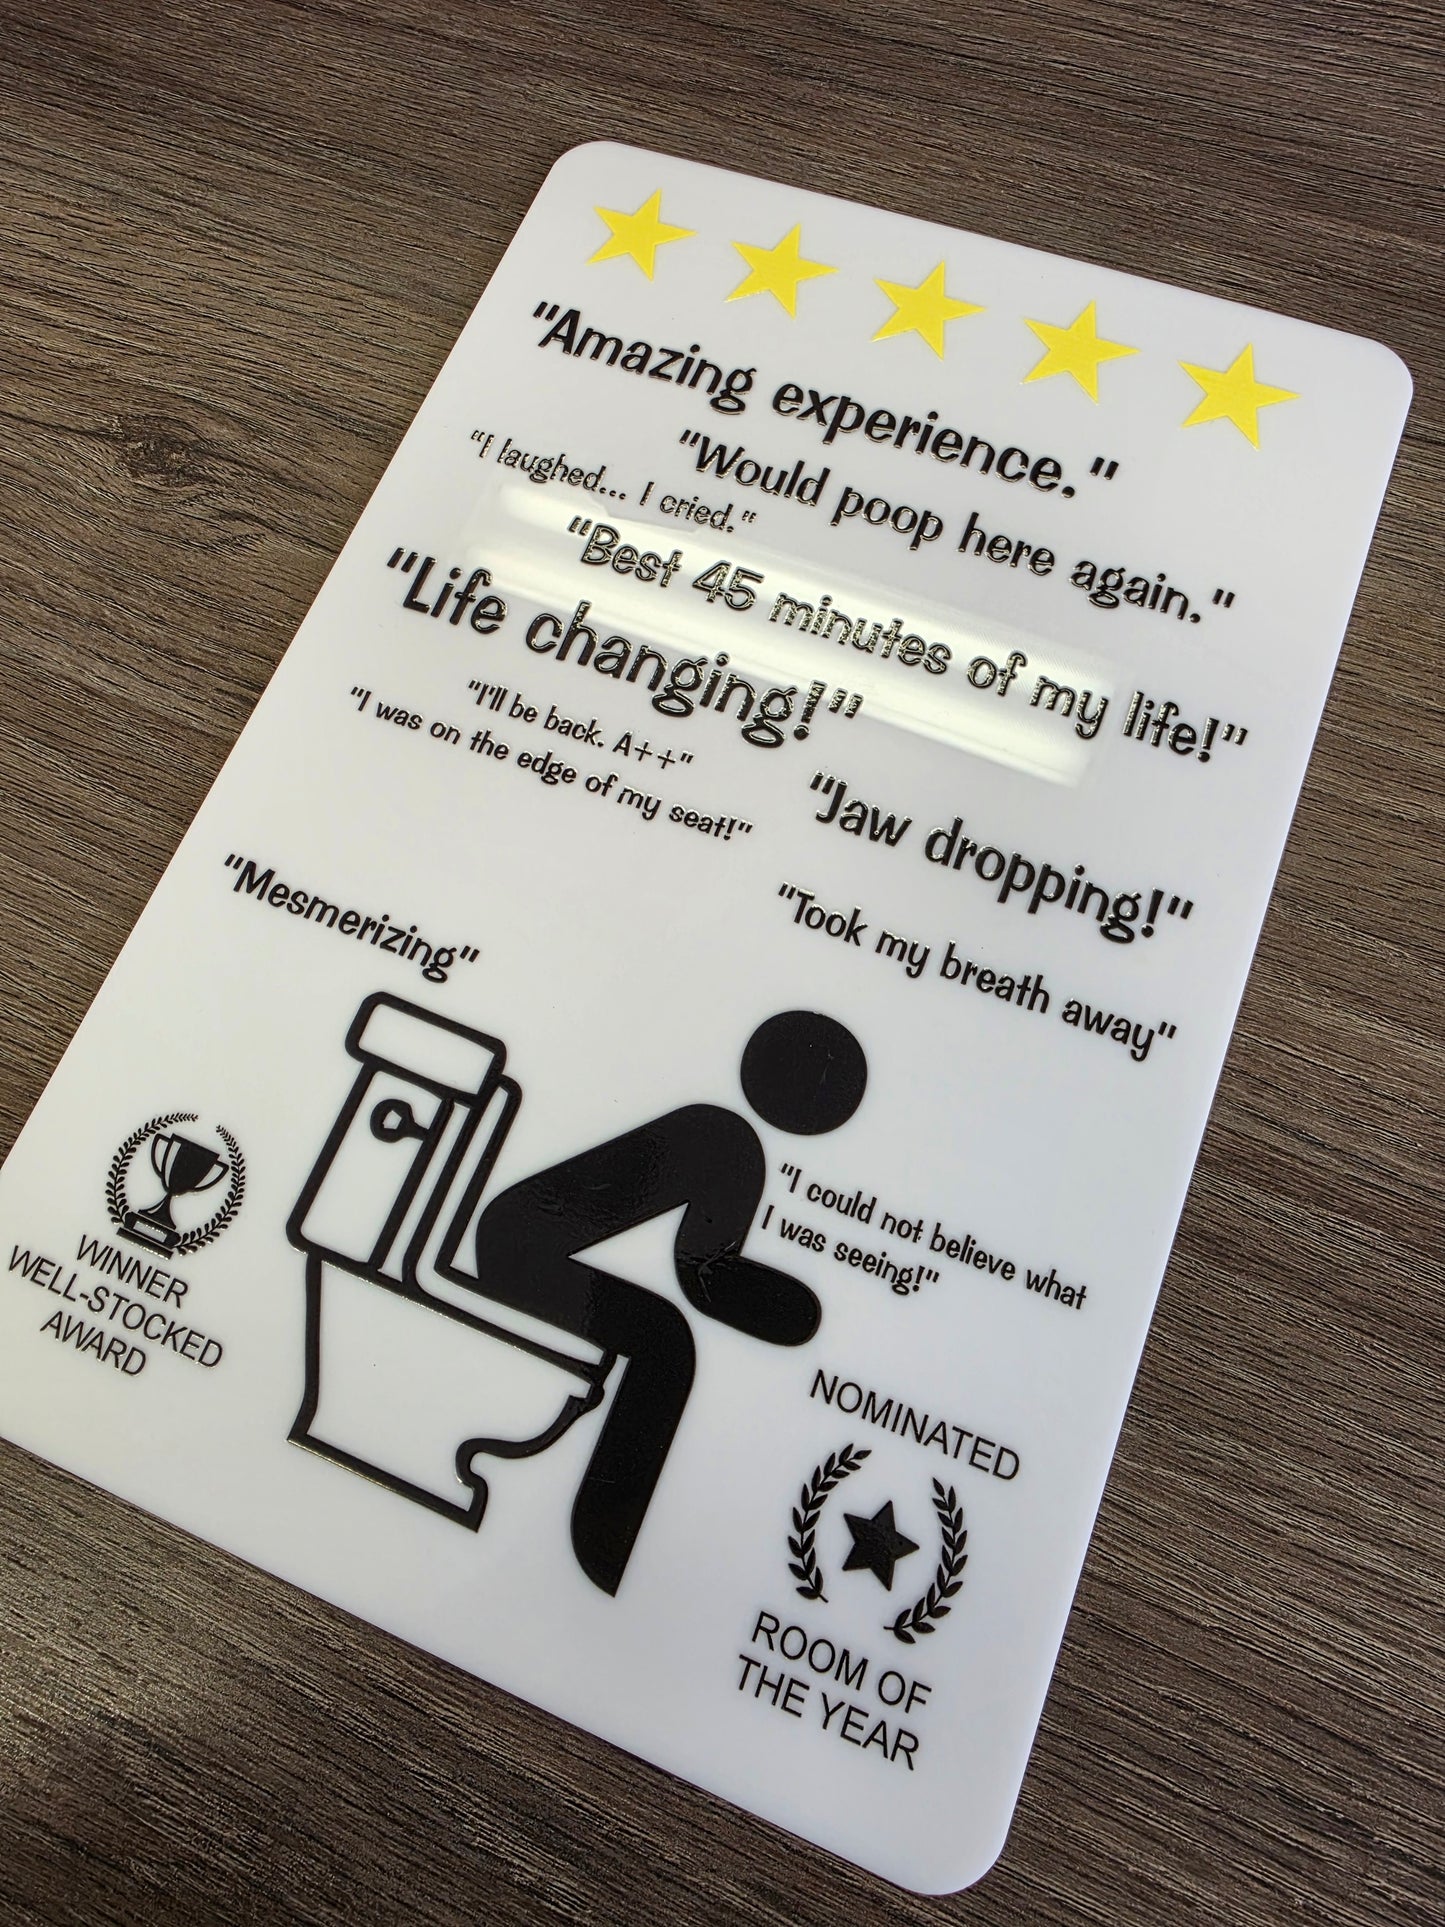 "Amazing experience."
"Would poop here again."
"I laughed... I cried."
"Best 45 minutes of my life!"
"Life changing!"
"I'll be back. A++"
"I was on the edge of my seat!"
"Jaw dropping!"
"Took my breath away"
"Mesmerizing"
"I could not believe what
I was seeing!"
WINNER
WELL-STOCKED
AWARD
NOMINATED
ROOM OF
THE YEAR